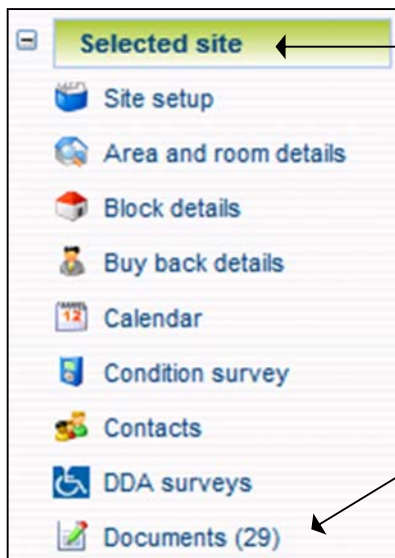 Selected site
Site setup
Area and room details
Block details
Buy back details
12
Calendar
Condition survey
Contacts
DDA surveys
Documents (29)